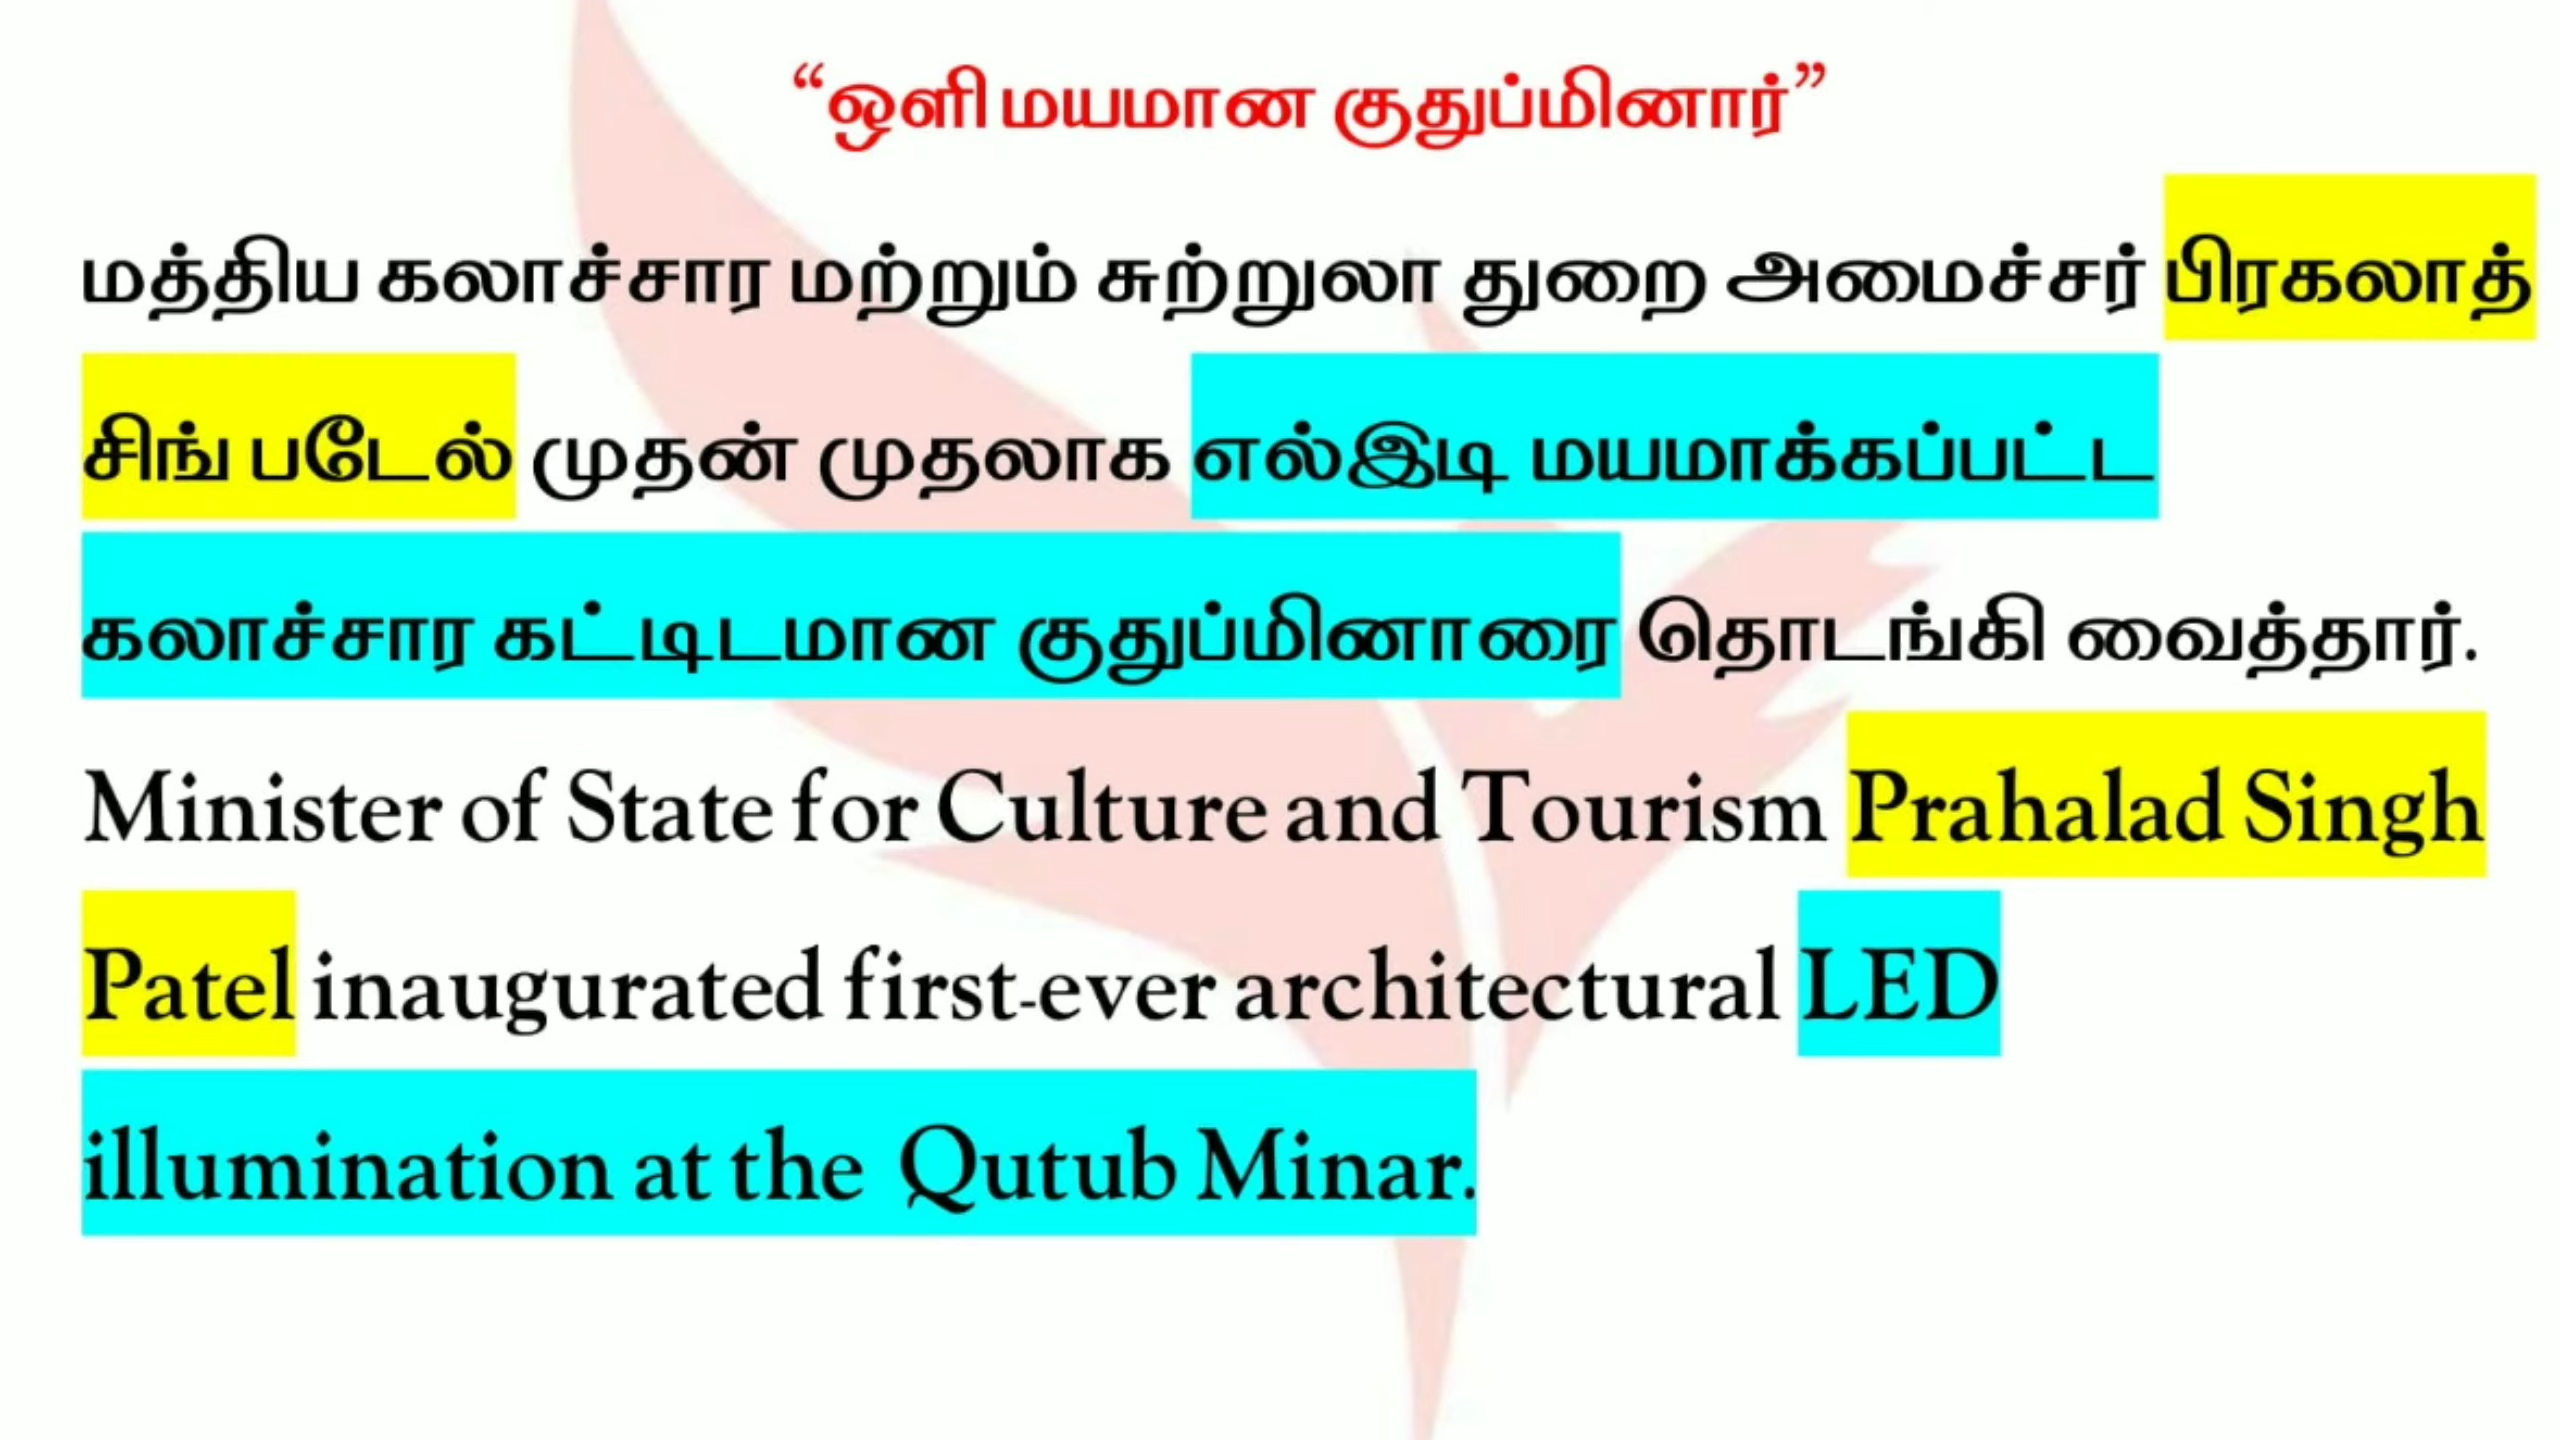 “ஒளி மயமான குதுப்மினார்”
மத்திய கலாச்சார மற்றும் சுற்றுலா துறை அமைச்சர் பிரகலாத்
சிங் படேல் முதன் முதலாக எல்இடி மயமாக்கப்பட்ட
கலாச்சார கட்டிடமான குதுப்மினாரை தொடங்கி வைத்தார்.
Minister of State for Culture and Tourism Prahalad Singh
Patel inaugurated first-ever architectural LED
illumination at the Qutub Minar.